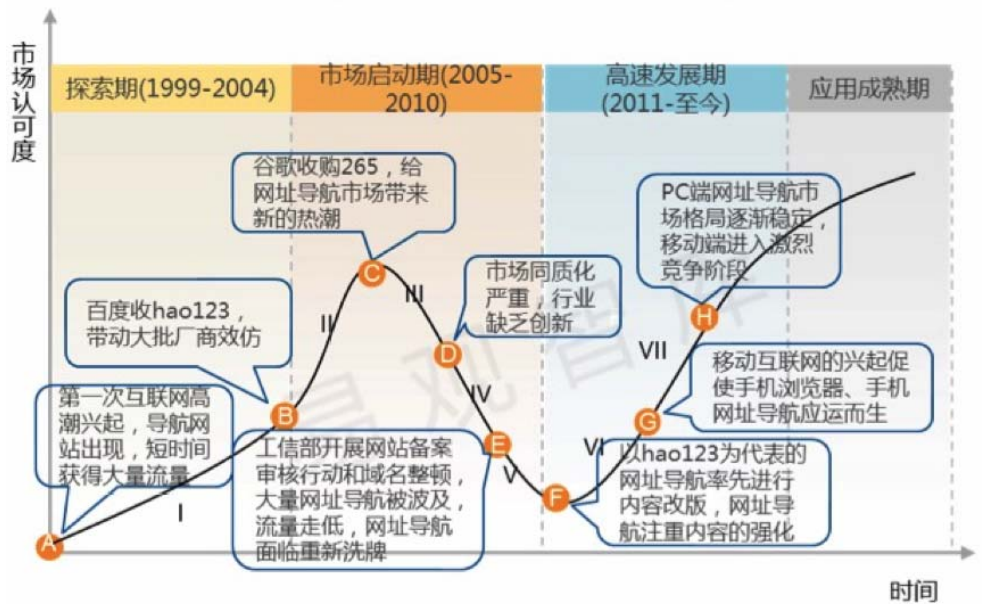 市场认可度
探索期(1999-2004)
市场启动期(2005-
2010)
高速发展期
(2011-至今)
应用成熟期
谷歌收购265，给
网址导航市场带来
新的热潮
PC端网址导航市
场格局逐渐稳定，
移动端进入激烈
竞争阶段
C
III
市场同质化
严重，行业
缺乏创新
百度收hao123，
带动大批厂商效仿
II
H
D
VII
移动互联网的兴起促
使手机浏览器、手机
网址导航应运而生
第一次互联网高
潮兴起，导航网
站出现，短时间
获得大量流量
B
IV
G
工信部开展网站备案
审核行动和域名整顿，
大量网址导航被波及，
流量走低，网址导航
面临重新洗牌
E
V
VI
以hao123为代表的
网址导航率先进行
内容改版，网址导
航注重内容的强化
F
I
A
时间
易观智库